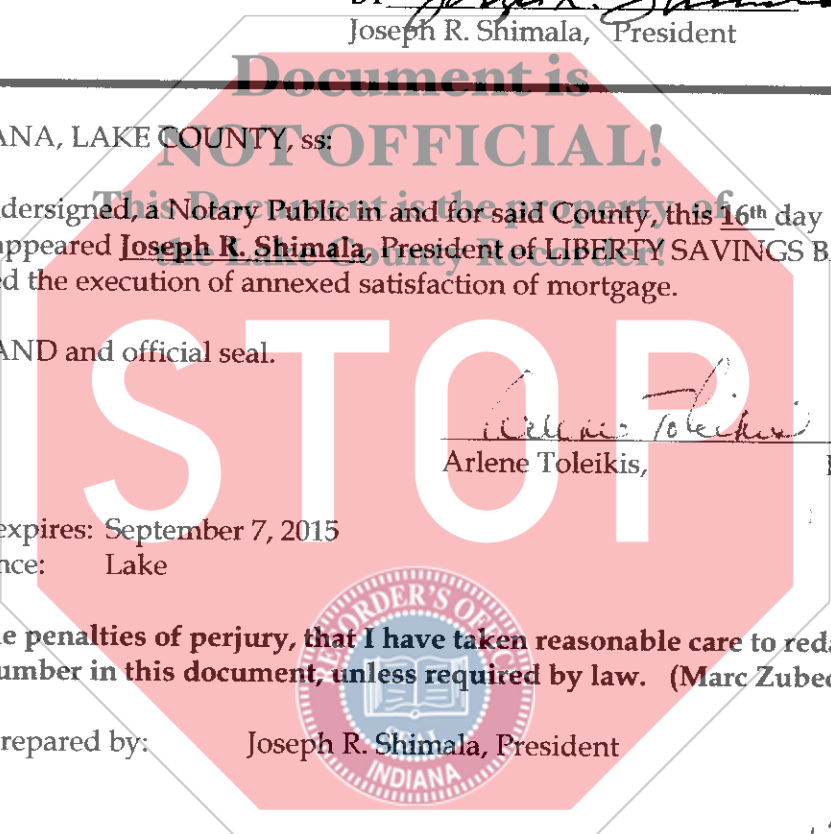 Joseph R. Shimala, President
Document is
ANA, LAKE COUNTY, ss:
NOT OFFICIAL!
This Document is the property of
dersigned, a Notary Public in and for said County, this 16th day
appeared Joseph R. Shimala, President of LIBERTY SAVINGS B
the Lake County Recorder!
ed the execution of annexed satisfaction of mortgage.
AND and official seal.
STOP
Arlene Toleikis
Arlene Toleikis,
expires: September 7, 2015
nce: Lake
RECORDER'S OFFICE
e penalties of perjury, that I have taken reasonable care to reda
umber in this document, unless required by law. (Marc Zubec
repared by: Joseph R. Shimala, President
INDIANA